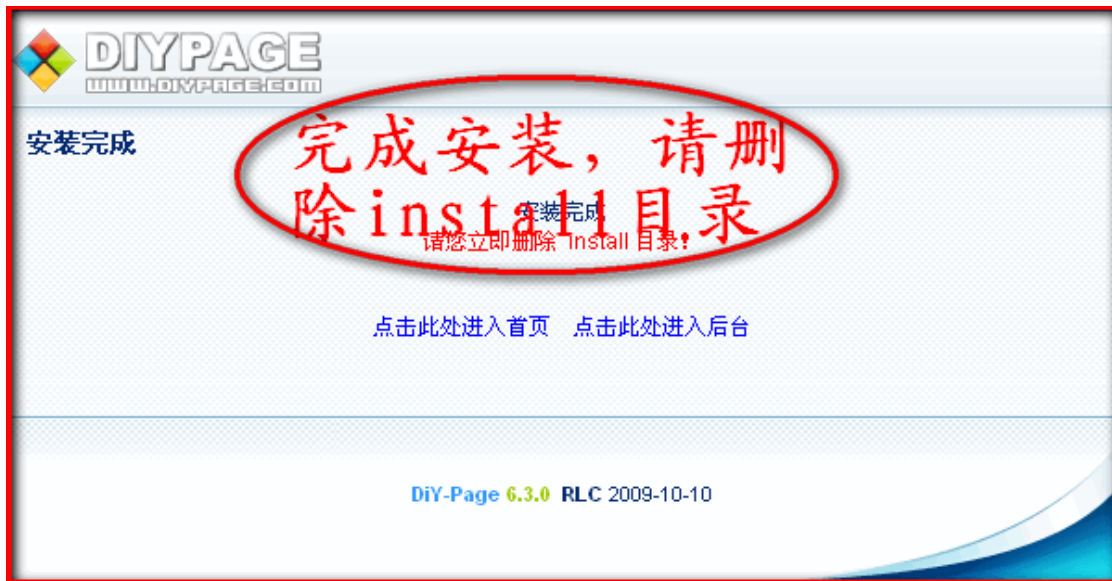 DIYPAGE
WWW.DIYPAGE.COM
安装完成
完成安装，请删
除install目录
安装完成
请您立即删除 install 目录！
点击此处进入首页 点击此处进入后台
DiY-Page 6.3.0 RLC 2009-10-10